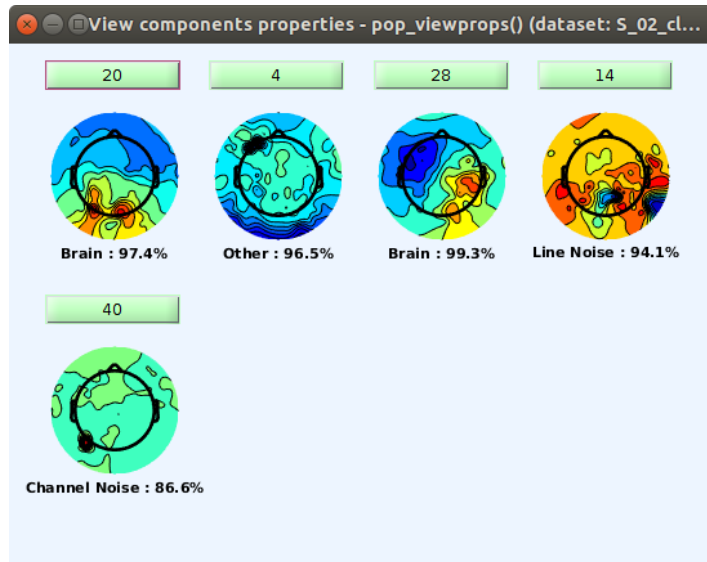 View components properties - pop_viewprops() (dataset: S_02_cl...
20 4 28 14
Brain : 97.4% Other : 96.5% Brain : 99.3% Line Noise : 94.1%
40
Channel Noise : 86.6%